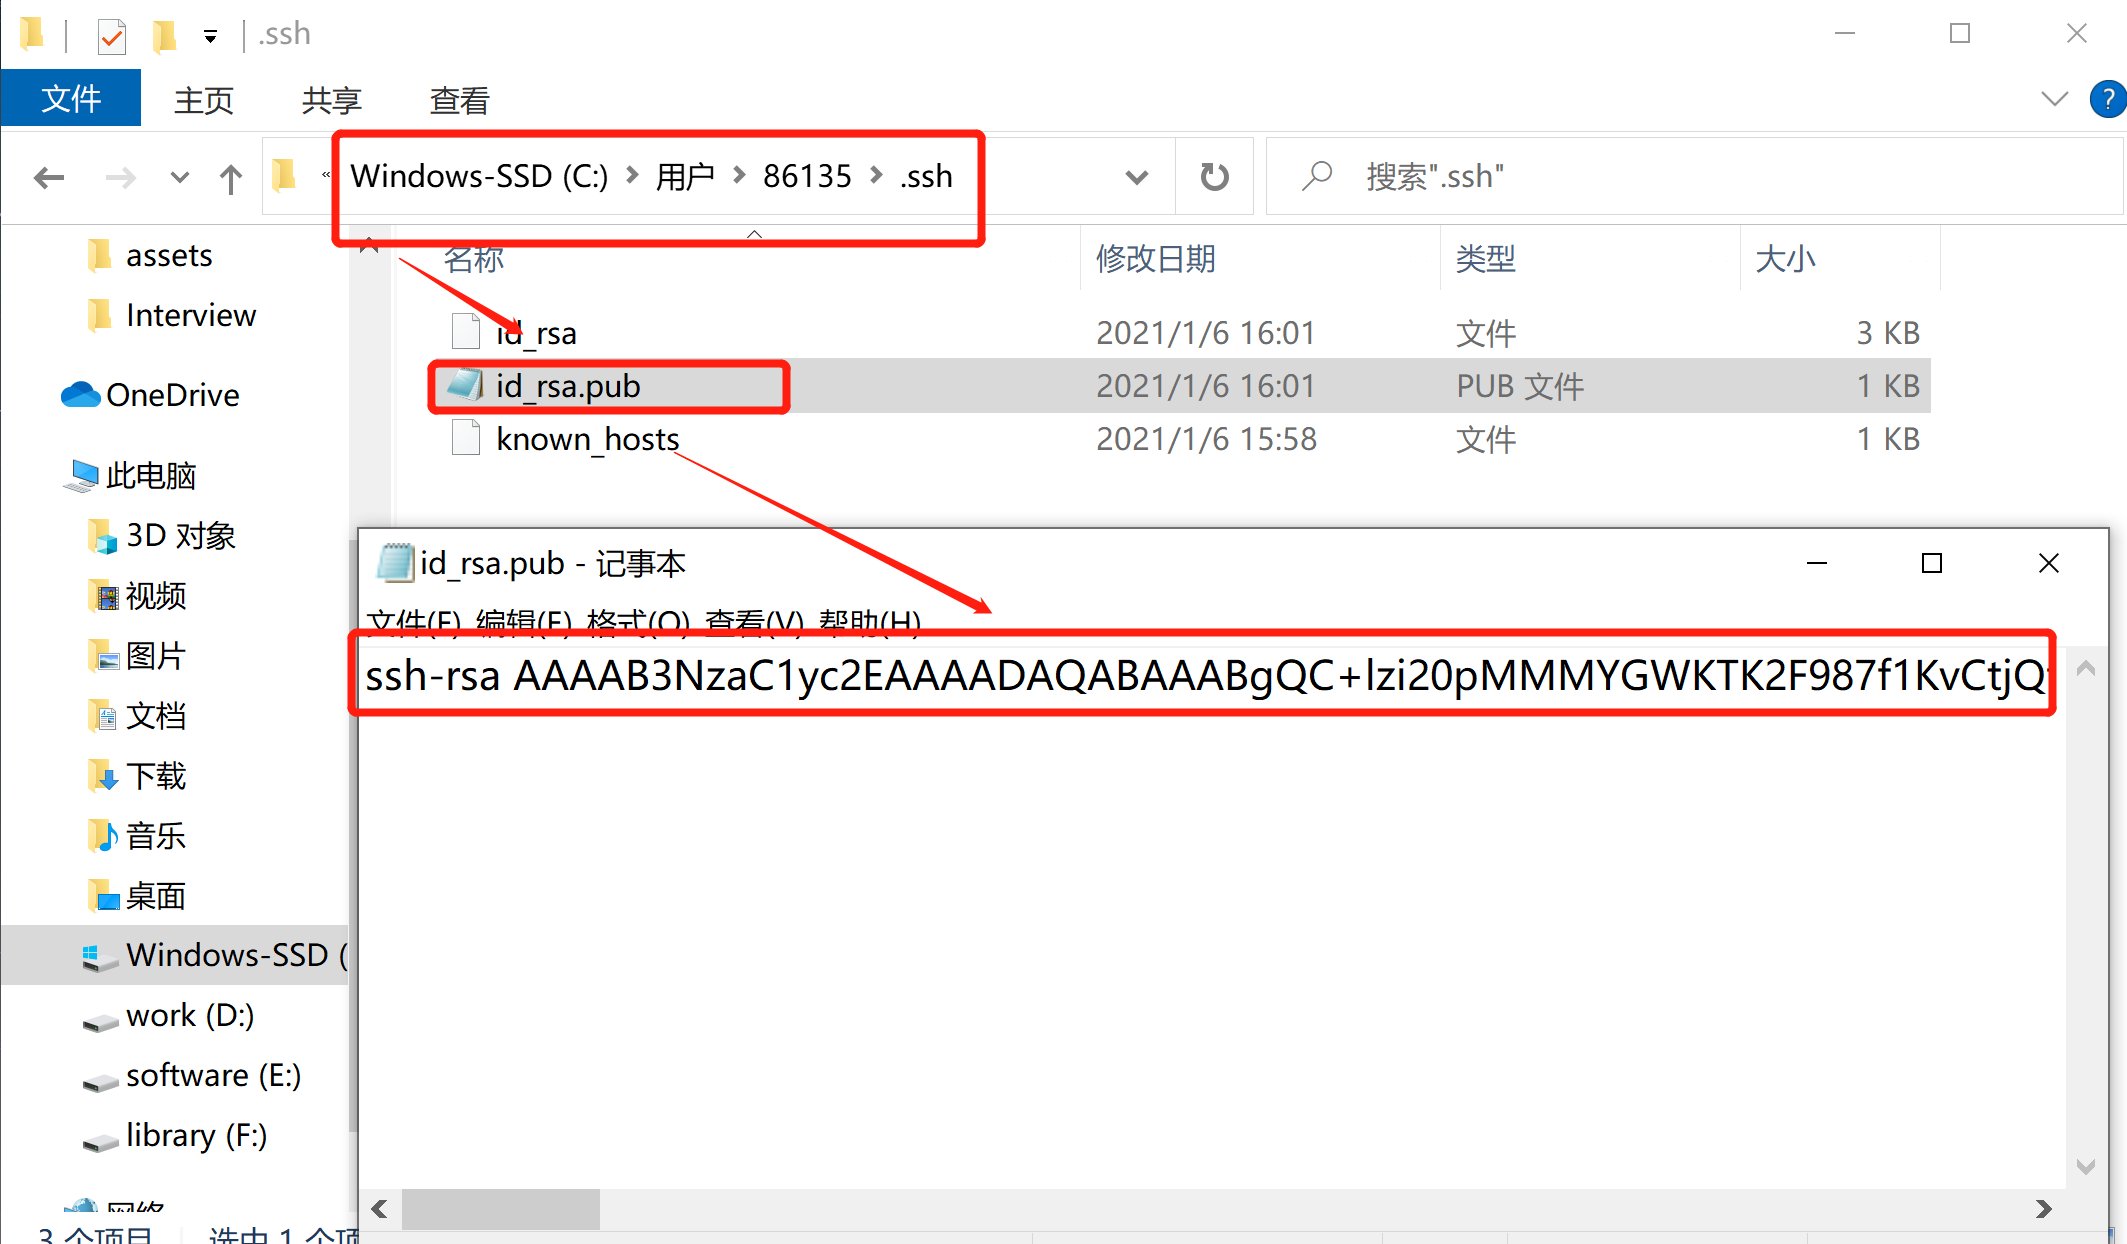 .ssh
文件 主页 共享 查看
« Windows-SSD (C:) 用户 86135 .ssh 搜索".ssh"
名称 修改日期 类型 大小
id_rsa 2021/1/6 16:01 文件 3 KB
id_rsa.pub 2021/1/6 16:01 PUB 文件 1 KB
known_hosts 2021/1/6 15:58 文件 1 KB
assets
Interview
OneDrive
此电脑
3D 对象
视频
图片
文档
下载
音乐
桌面
Windows-SSD (
work (D:)
software (E:)
library (F:)
网络
3 个项目 选中 1 个项
id_rsa.pub - 记事本
文件(F) 编辑(E) 格式(O) 查看(V) 帮助(H)
ssh-rsa AAAAB3NzaC1yc2EAAAADAQABAAABgQC+lzi20pMMMYGWKTK2F987f1KvCtjQ